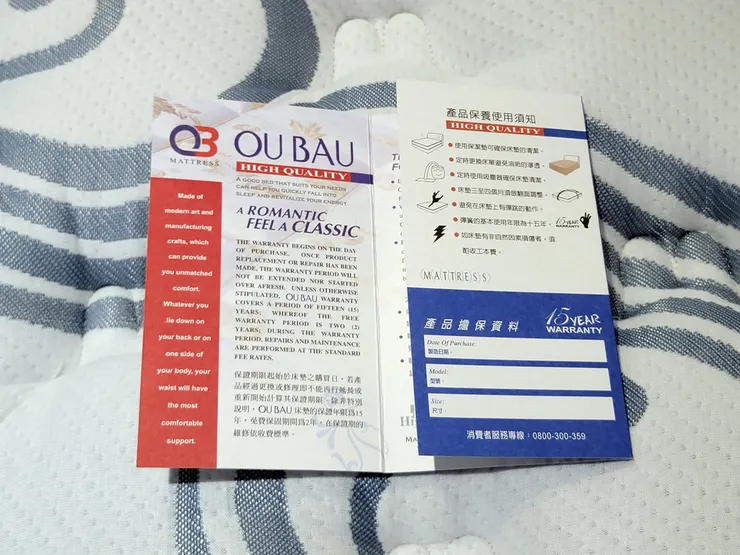 OB
MATTRESS
OU BAU
HIGH QUALITY
A GOOD BED THAT SUITS YOUR NEEDS
CAN HELP YOU QUICKLY FALL INTO
SLEEP AND REVITALIZE YOUR ENERGY.
A ROMANTIC
FEEL A CLASSIC
Made of
modern art and
manufacturing
crafts, which
can provide
you unmatched
comfort.
Whatever you
lie down on
your back or on
one side of
your body, your
waist will have
the most
comfortable
support.
THE WARRANTY BEGINS ON THE DAY
OF PURCHASE. ONCE PRODUCT
REPLACEMENT OR REPAIR HAS BEEN
MADE, THE WARRANTY PERIOD WILL
NOT BE EXTENDED NOR STARTED
OVER AFRESH. UNLESS OTHERWISE
STIPULATED, OU BAU WARRANTY
COVERS A PERIOD OF FIFTEEN (15)
YEARS; WHEREOF THE FREE
WARRANTY PERIOD IS TWO (2)
YEARS; DURING THE WARRANTY
PERIOD, REPAIRS AND MAINTENANCE
ARE PERFORMED AT THE STANDARD
FEE RATES.
保證期限起始於床墊之購買日，若產
品經過更換或修理即不能再行延長或
重新開始計算其保證期限。除非特別
說明，OU BAU 床墊的保證年限為15
年，免費保固期間為2年，在保證期的
維修依收費標準。
產品保養使用須知
HIGH QUALITY
使用保潔墊可確保床墊的清潔。
定時更換床單避免浴垢的滲透。
定時使用吸塵器確保床墊清潔。
床墊三至四個月須做翻面調整。
避免在床墊上有彈跳的動作。
彈簧的基本使用年限為十五年。
15 YEAR
WARRANTY
如床墊有非自然因素損傷者，須
酌收工本費。
MATTRESS
產品擔保資料
15 YEAR
WARRANTY
Date Of Purchase:
製造日期：
Model:
型號：
Size:
尺寸：
消費者服務專線：0800-300-359